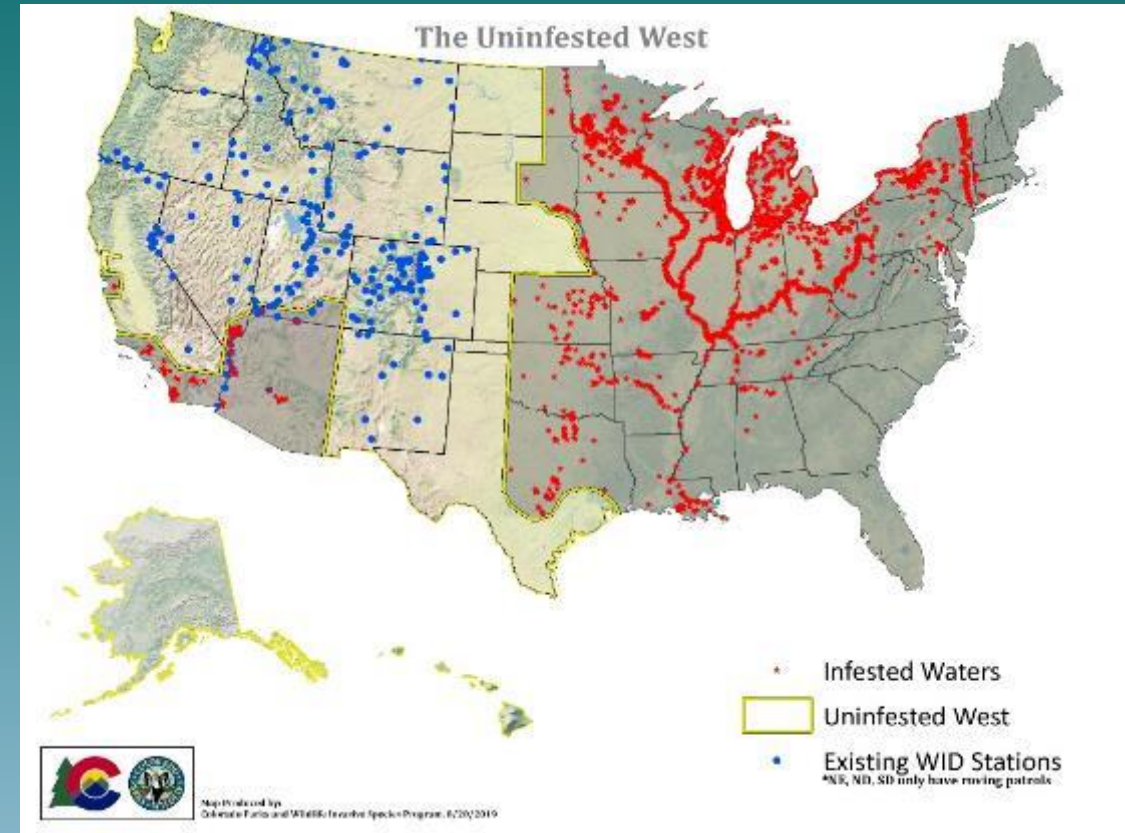 The Uninfested West
Infested Waters
Uninfested West
Existing WID Stations
*NE, ND, SD only have roving patrols
Map Produced by:
Colorado Parks and Wildlife Invasive Species Program, 8/20/2019